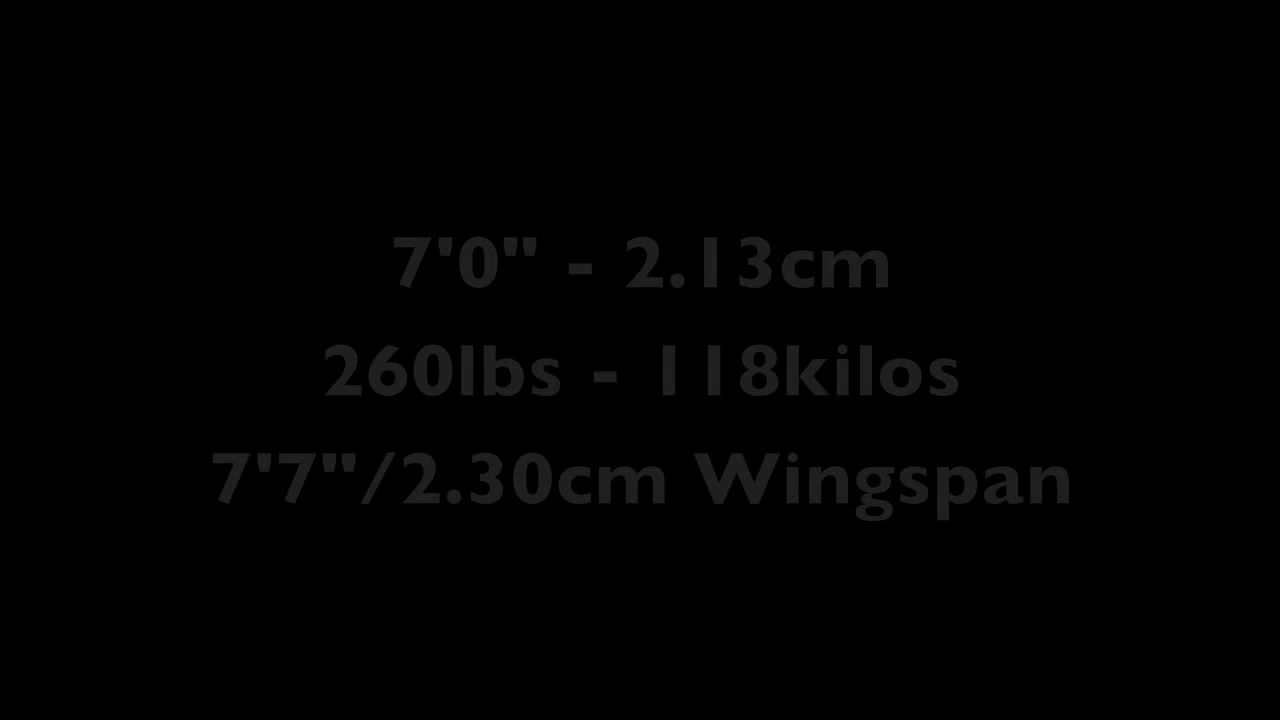 7'0" - 2.13cm
260lbs - 118kilos
7'7"/2.30cm Wingspan